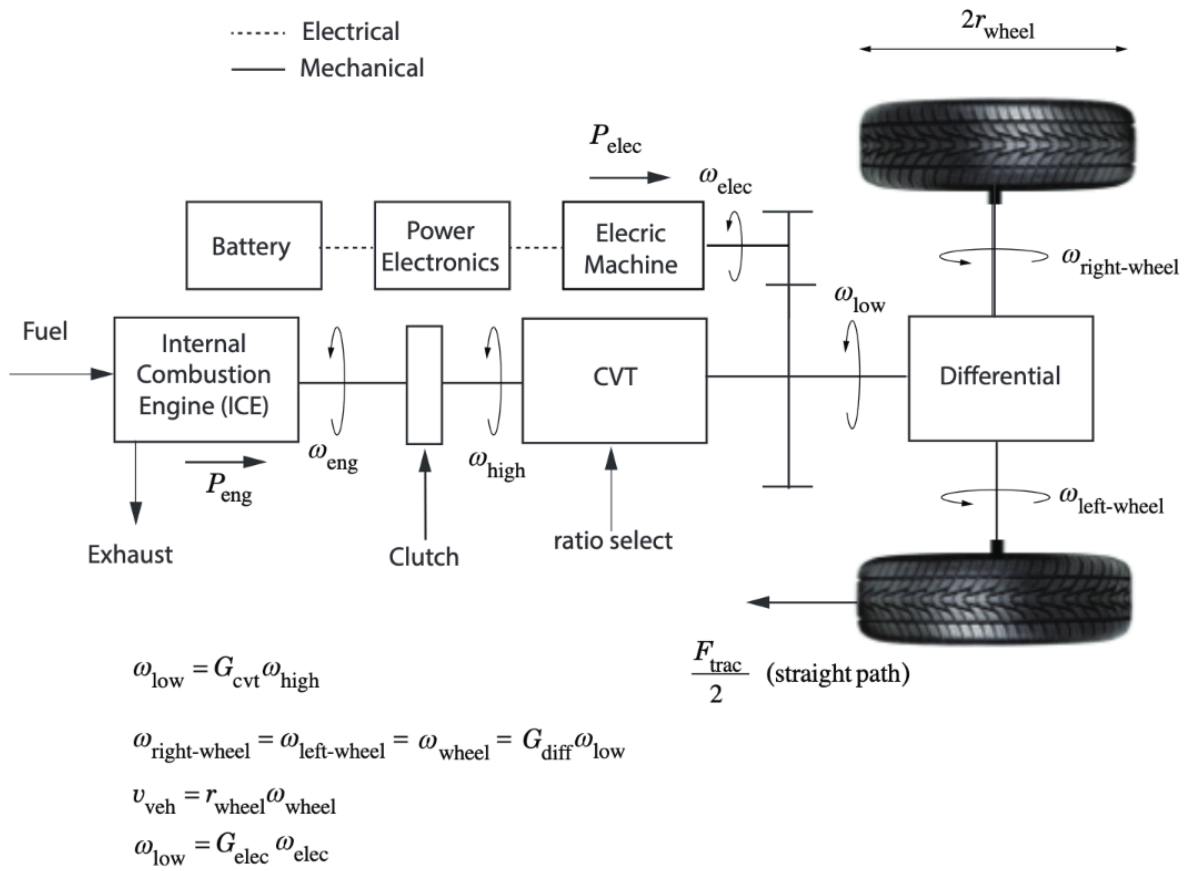 Electrical
Mechanical
2r_wheel
P_elec
ω_elec
Battery
Power
Electronics
Elecric
Machine
ω_right-wheel
ω_low
Fuel
Internal
Combustion
Engine (ICE)
CVT
Differential
ω_eng
ω_high
P_eng
ω_left-wheel
Exhaust
Clutch
ratio select
F_trac/2 (straight path)
ω_low = G_cvt ω_high
ω_right-wheel = ω_left-wheel = ω_wheel = G_diff ω_low
υ_veh = r_wheel ω_wheel
ω_low = G_elec ω_elec